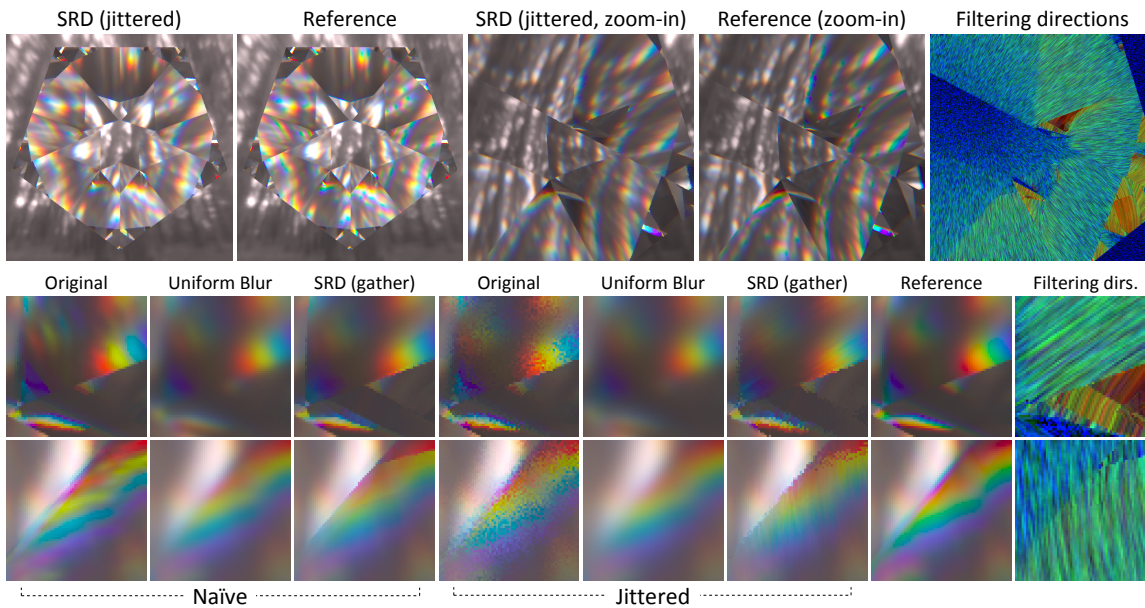 SRD (jittered) Reference SRD (jittered, zoom-in) Reference (zoom-in) Filtering directions
Original Uniform Blur SRD (gather) Original Uniform Blur SRD (gather) Reference Filtering dirs.
Naïve Jittered